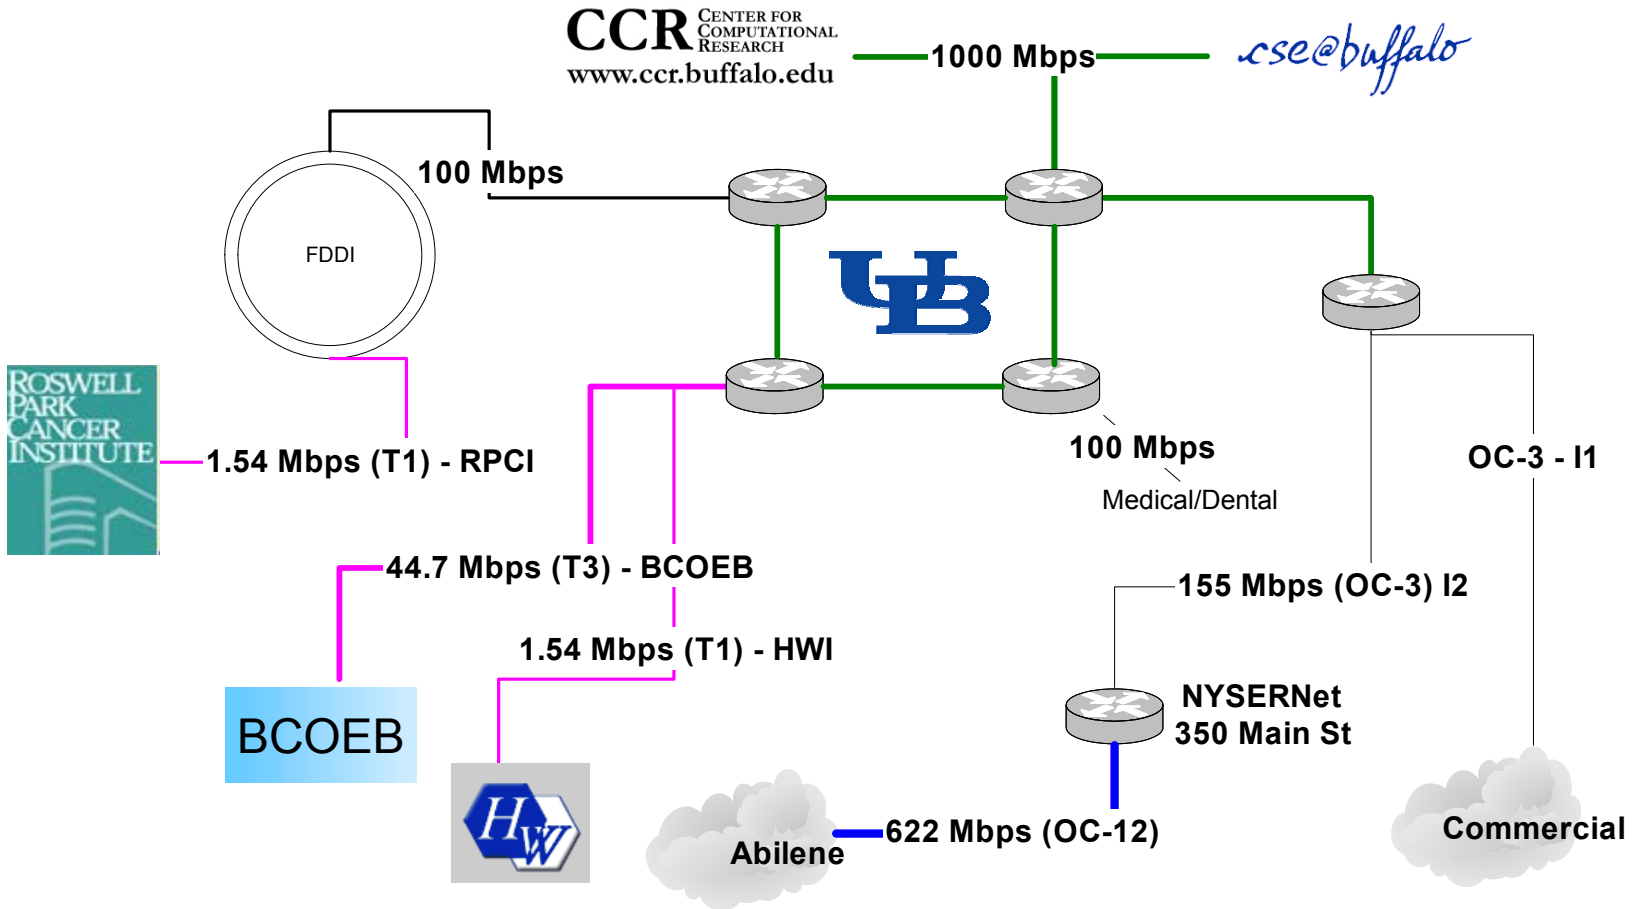 CCR CENTER FOR
COMPUTATIONAL
RESEARCH
www.ccr.buffalo.edu
1000 Mbps
cse@buffalo
100 Mbps
FDDI
UB
ROSWELL
PARK
CANCER
INSTITUTE
1.54 Mbps (T1) - RPCI
100 Mbps
Medical/Dental
OC-3 - I1
44.7 Mbps (T3) - BCOEB
155 Mbps (OC-3) I2
1.54 Mbps (T1) - HWI
NYSERNet
350 Main St
BCOEB
HW
Abilene
622 Mbps (OC-12)
Commercial